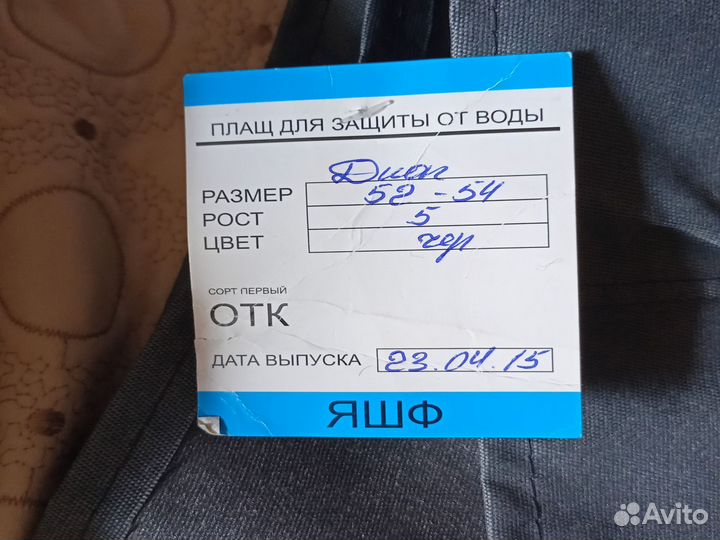 ПЛАЩ ДЛЯ ЗАЩИТЫ ОТ ВОДЫ
РАЗМЕР 52 - 54
РОСТ 5
ЦВЕТ чер
СОРТ ПЕРВЫЙ
ОТК
ДАТА ВЫПУСКА 23.04.15
ЯШФ
Avito